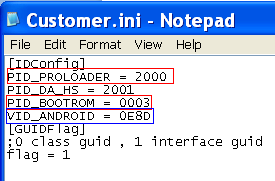 Customer.ini - Notepad
File Edit Format View Help
[IDConfig]
PID_PROLOADER = 2000
PID_DA_HS = 2001
PID_BOOTROM = 0003
VID_ANDROID = 0E8D
[GUIDFlag]
;0 class guid , 1 interface guid
flag = 1